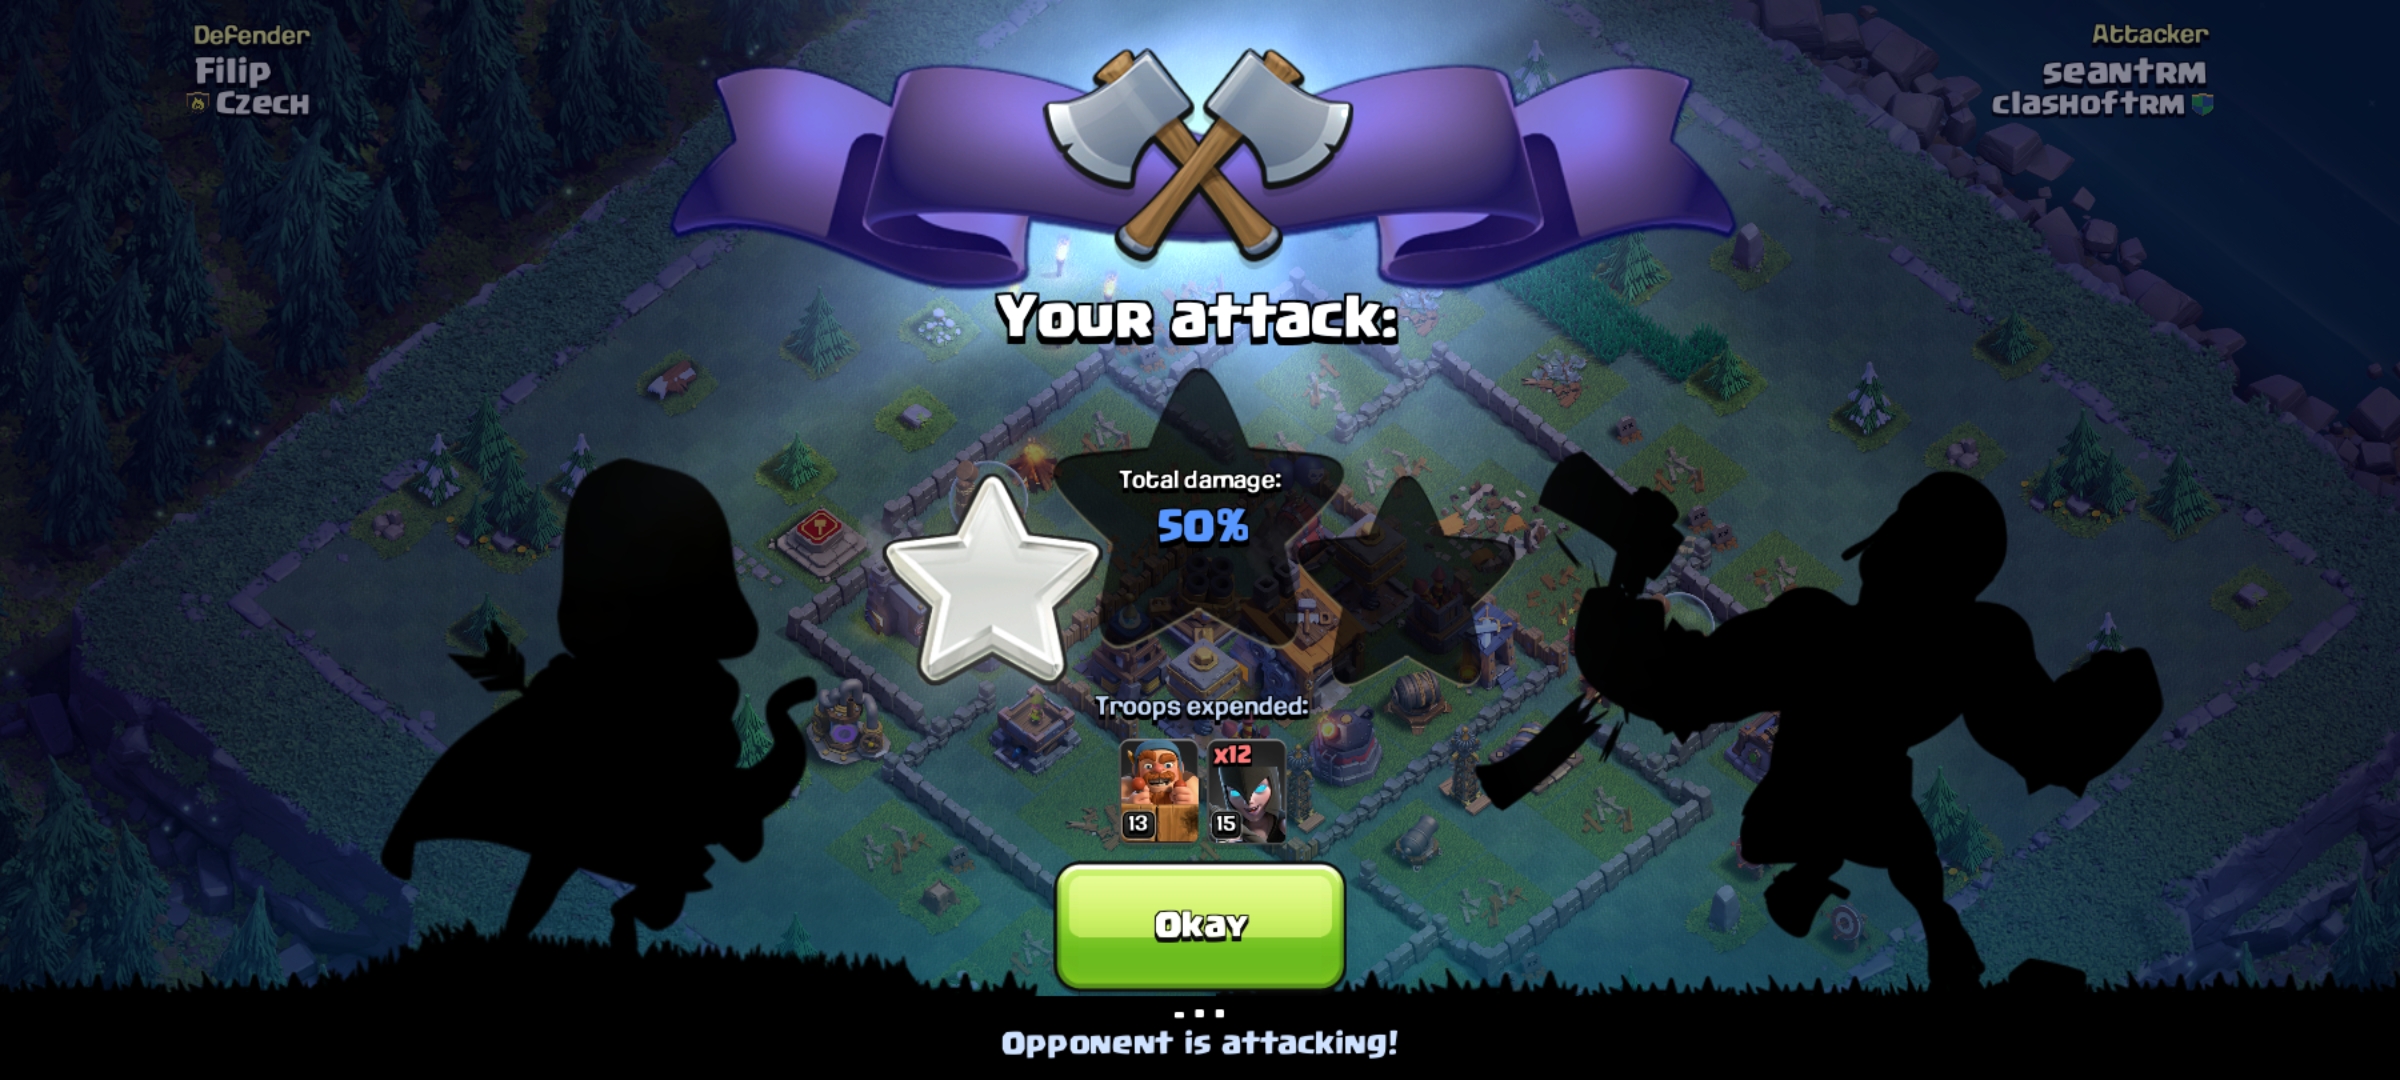 Defender
Filip
Czech
Attacker
seantrm
clashoftrm
Your attack:
Total damage:
50%
Troops expended:
x12
13
15
Okay
Opponent is attacking!